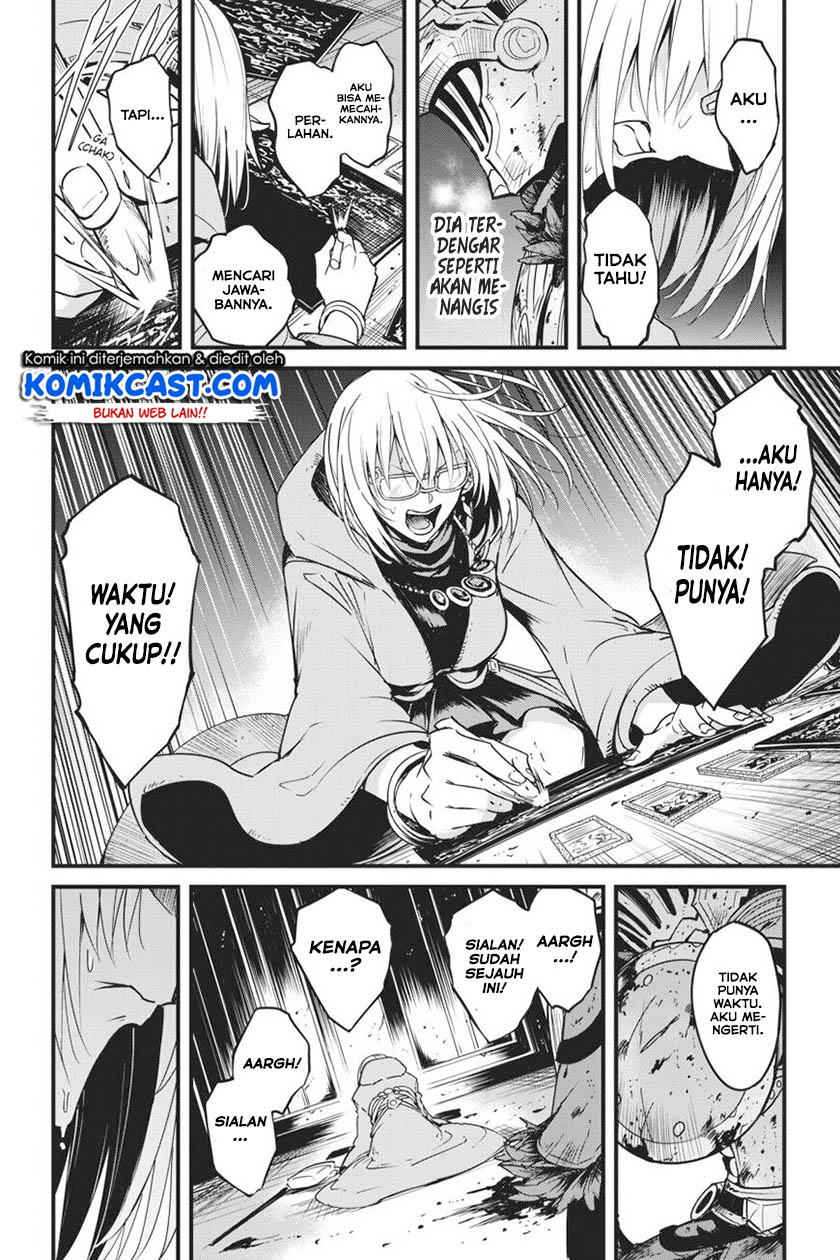 AKU
...
TIDAK
TAHU!
DIA TER-
DENGAR
SEPERTI
AKAN ME-
NANGIS
AKU
BISA ME-
MECAH-
KANNYA.
PER-
LAHAN.
MENCARI
JAWA-
BANNYA.
TAPI...
GA
(CHAK)
Komik ini diterjemahkan & diedit oleh
KOMIKCAST.COM
BUKAN WEB LAIN!!
...AKU
HANYA!
TIDAK!
PUNYA!
WAKTU!
YANG
CUKUP!!
TIDAK
PUNYA
WAKTU.
AKU ME-
NGERTI.
AARGH
...!
SIALAN!
SUDAH
SEJAUH
INI!
KENAPA
...?
AARGH!
SIALAN
...